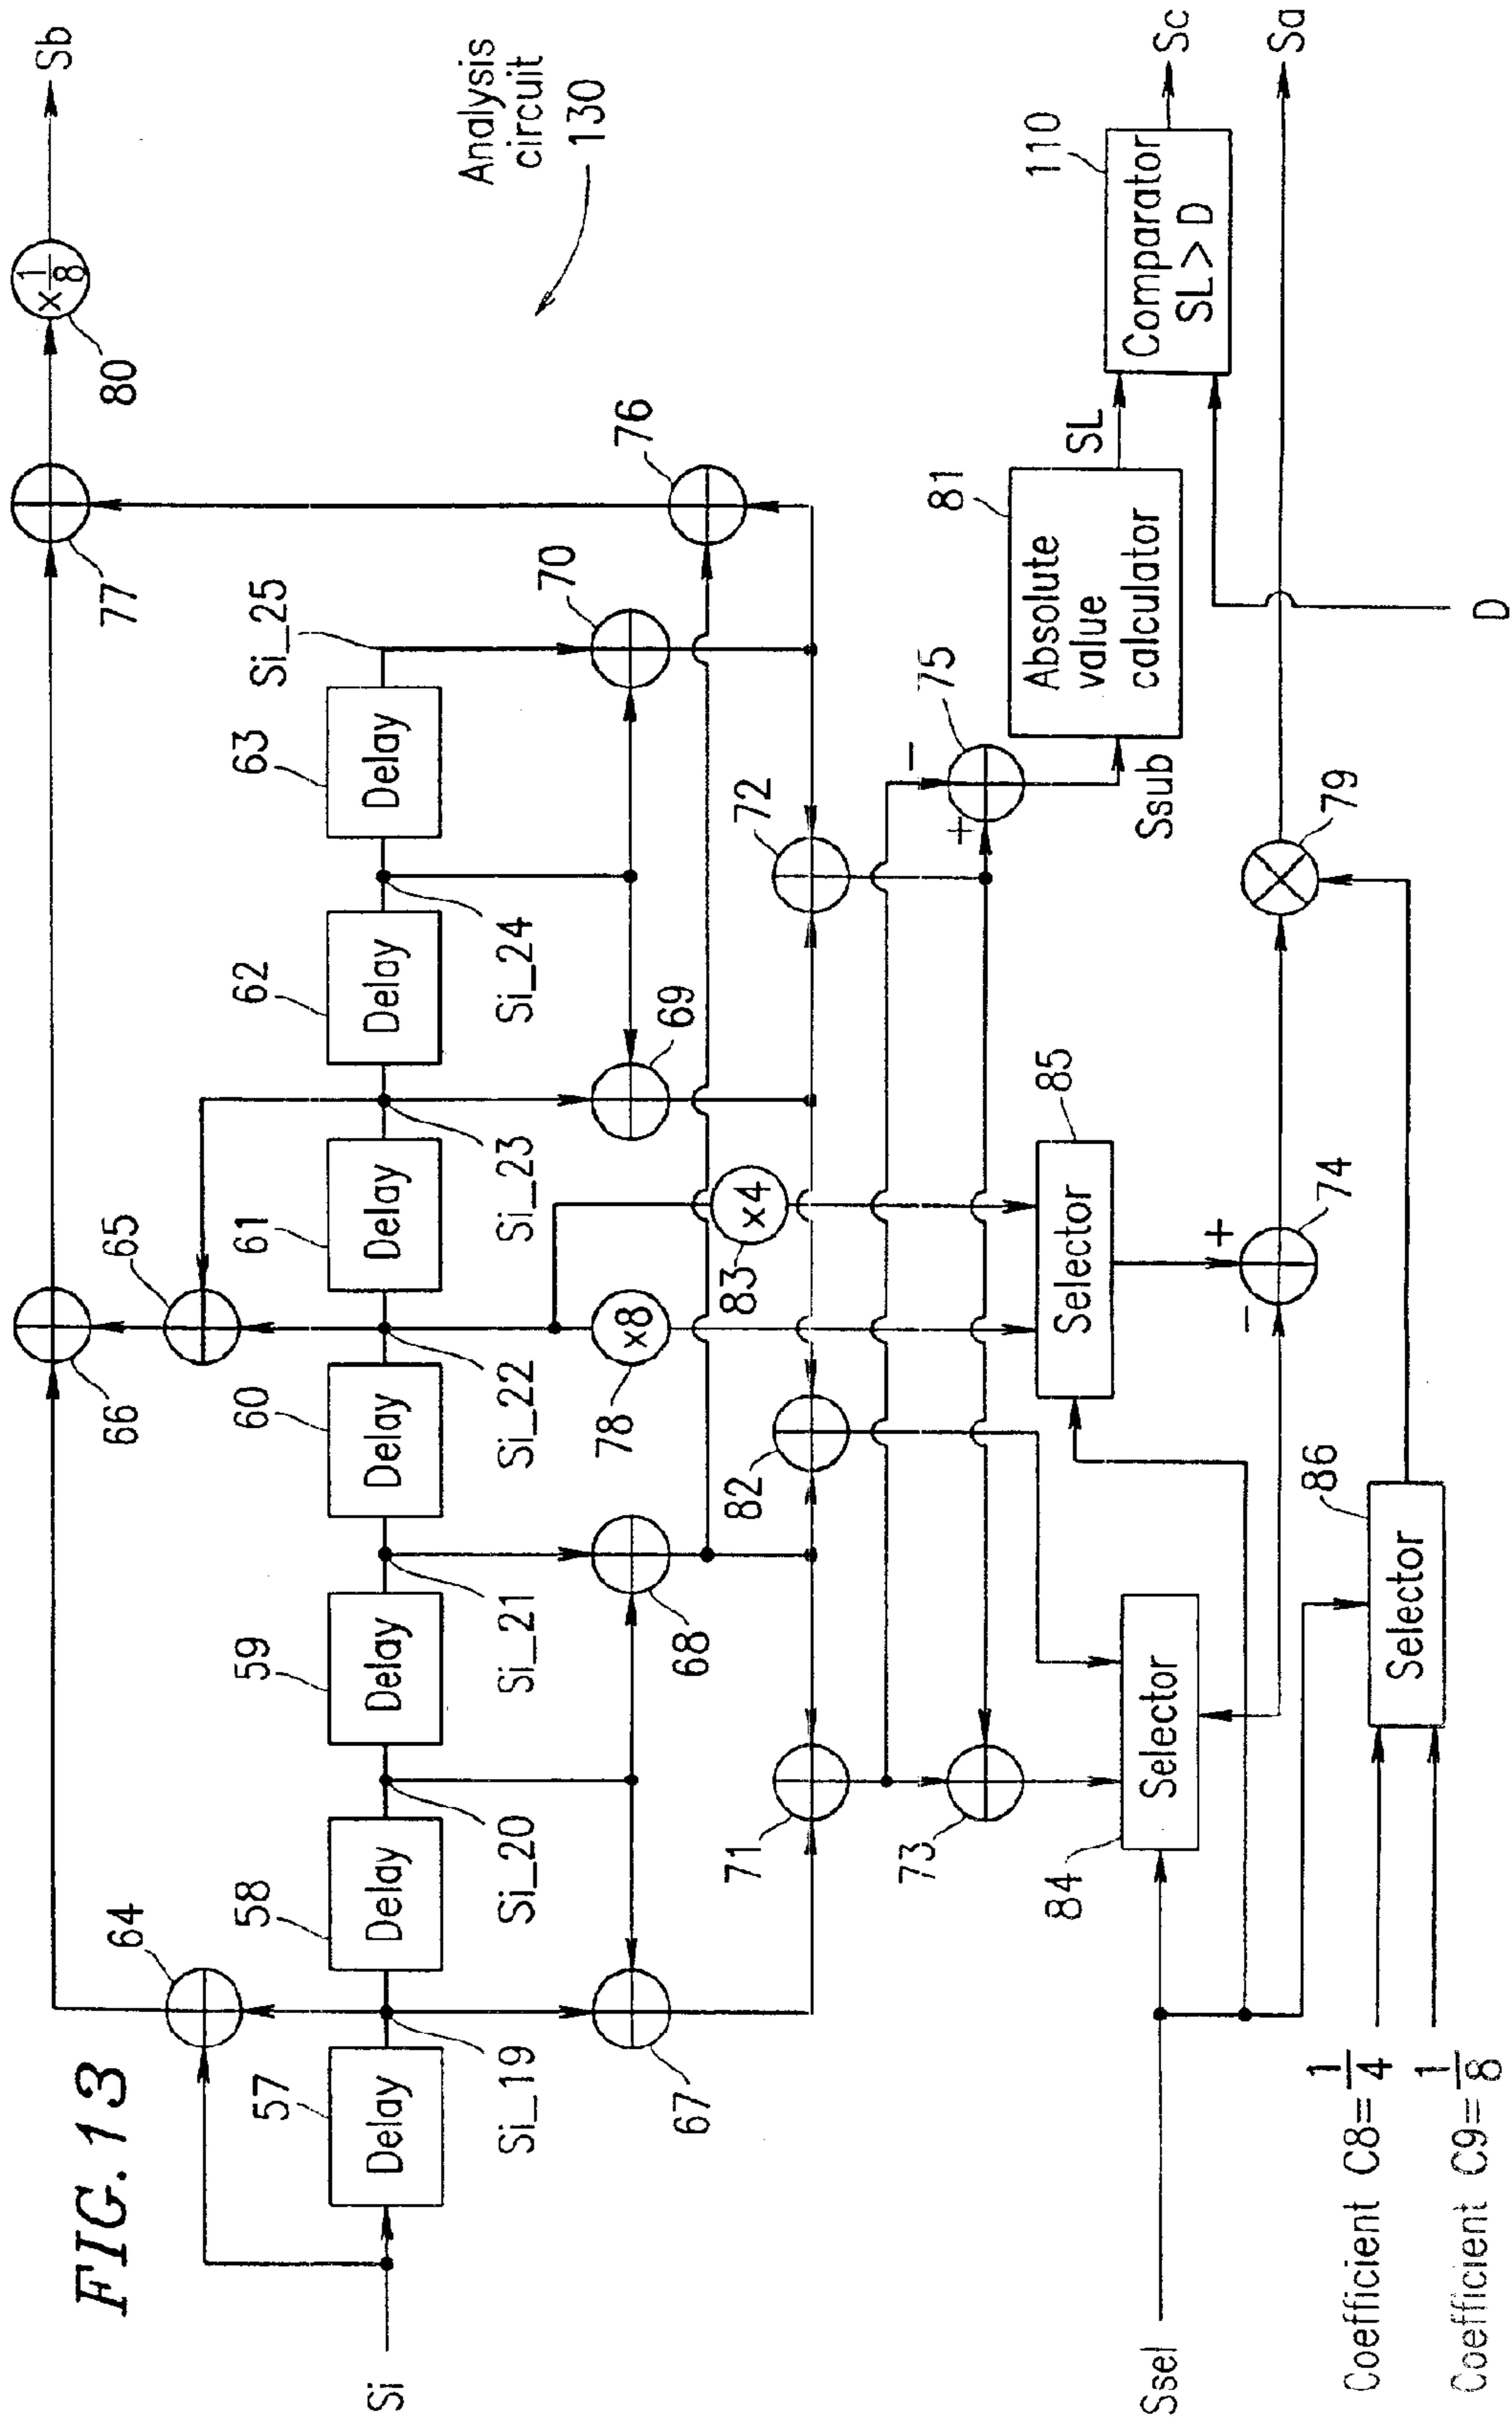 FIG. 13
Analysis
circuit
130
Sb
x 1/8
80
77
66
65
64
76
Si
57
Delay
58
Delay
59
Delay
60
Delay
61
Delay
62
Delay
63
Delay
Si_19
Si_20
Si_21
Si_22
Si_23
Si_24
Si_25
67
68
78
x8
83
x4
69
70
71
82
72
73
75
+
−
Ssub
81
Absolute
value
calculator
SL
110
Comparator
SL > D
Sc
D
84
Selector
85
Selector
74
+
−
79
Sa
86
Selector
Ssel
Coefficient C8= 1/4
Coefficient C9= 1/8